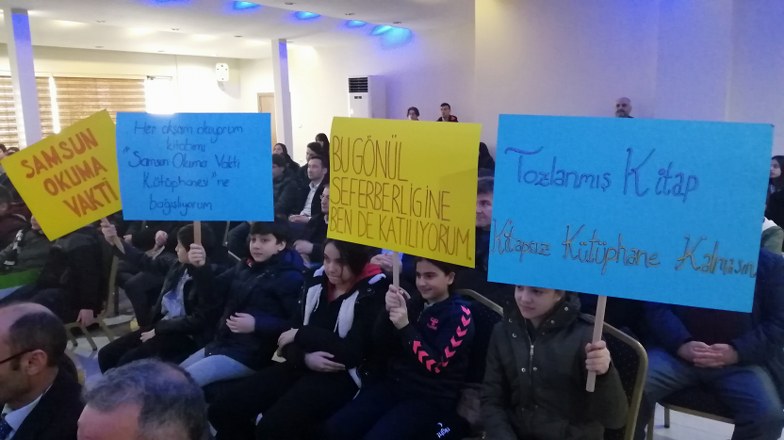 SAMSUN
OKUMA
VAKTİ
Her akşam okuyorum
kitabımı
"Samsun Okuma Vakti
Kütüphanesi"ne
bağışlıyorum
BU GÖNÜL
SEFERBERLİGİNE
BEN DE KATILIYORUM
Tozlanmış Kitap
Kitapsız Kütüphane Kalmasın